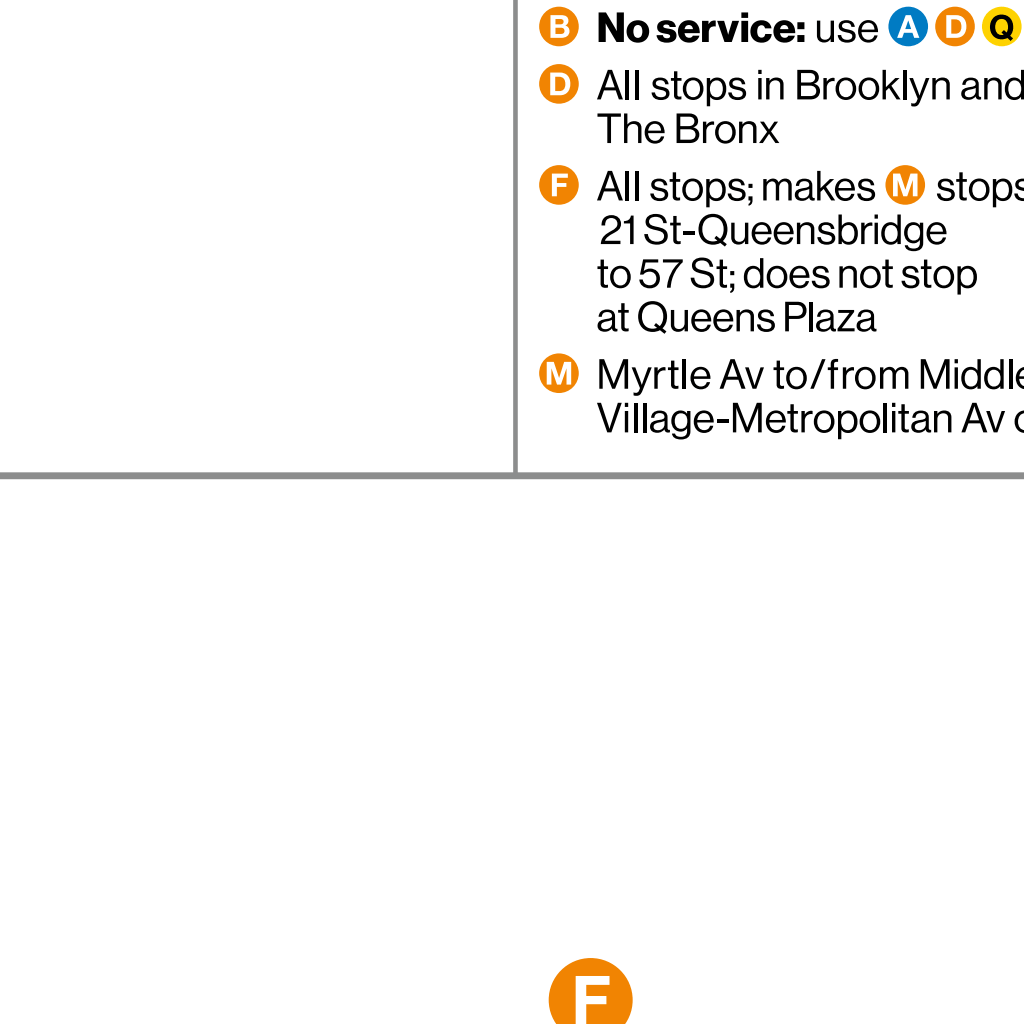 B No service: use A D Q
D All stops in Brooklyn and
The Bronx
F All stops; makes M stops
21 St-Queensbridge
to 57 St; does not stop
at Queens Plaza
M Myrtle Av to/from Middle
Village-Metropolitan Av
F